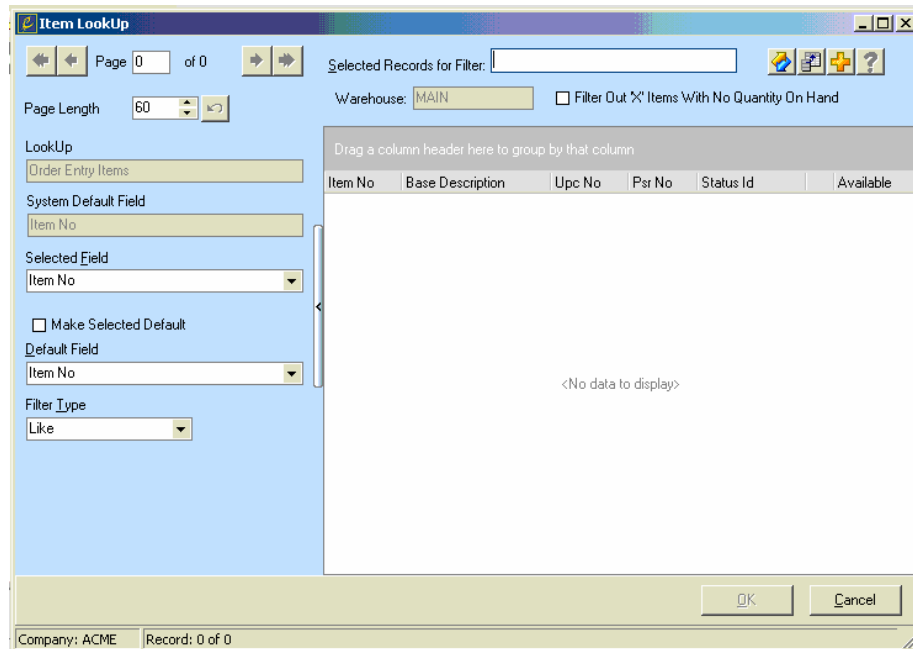 Item LookUp
Page 0 of 0
Selected Records for Filter:
Page Length 60
Warehouse: MAIN
Filter Out 'X' Items With No Quantity On Hand
LookUp
Order Entry Items
System Default Field
Item No
Selected Field
Item No
Make Selected Default
Default Field
Item No
Filter Type
Like
Drag a column header here to group by that column
Item No Base Description Upc No Psr No Status Id Available
<No data to display>
OK Cancel
Company: ACME Record: 0 of 0